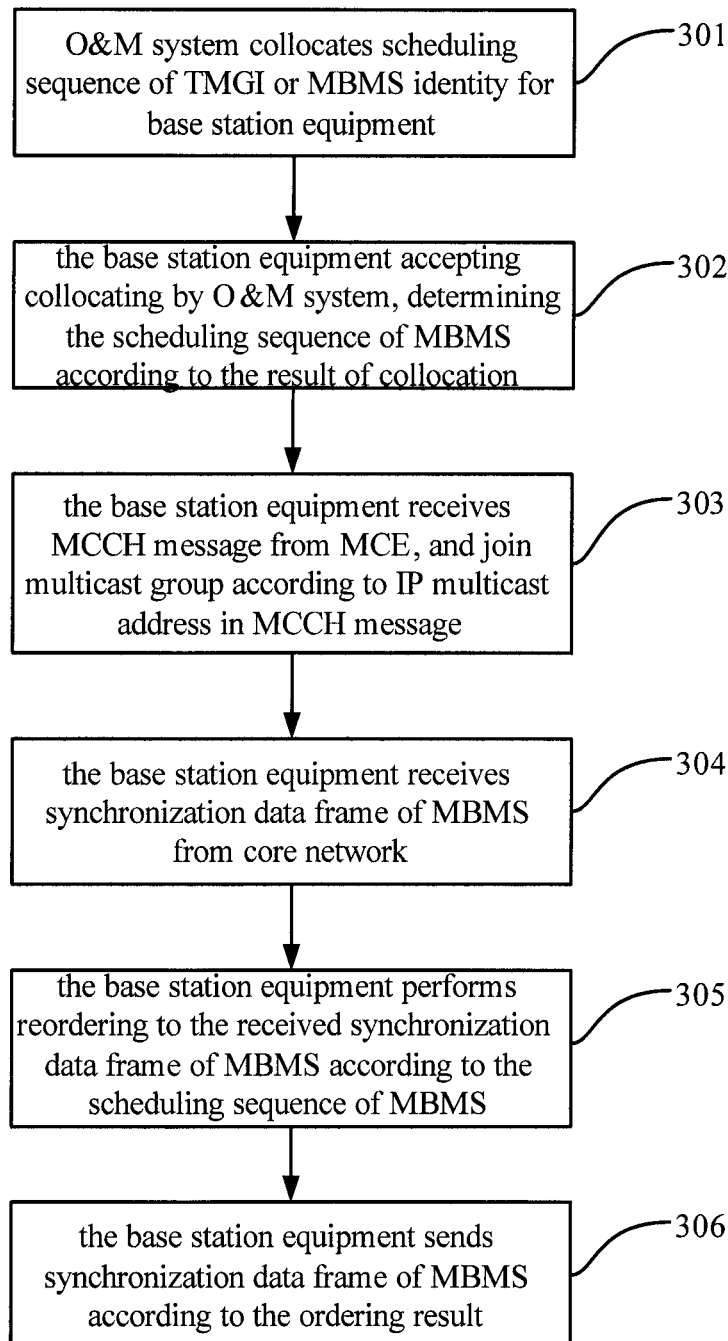 O&M system collocates scheduling
sequence of TMGI or MBMS identity for
base station equipment
301
the base station equipment accepting
collocating by O&M system, determining
the scheduling sequence of MBMS
according to the result of collocation
302
the base station equipment receives
MCCH message from MCE, and join
multicast group according to IP multicast
address in MCCH message
303
the base station equipment receives
synchronization data frame of MBMS
from core network
304
the base station equipment performs
reordering to the received synchronization
data frame of MBMS according to the
scheduling sequence of MBMS
305
the base station equipment sends
synchronization data frame of MBMS
according to the ordering result
306